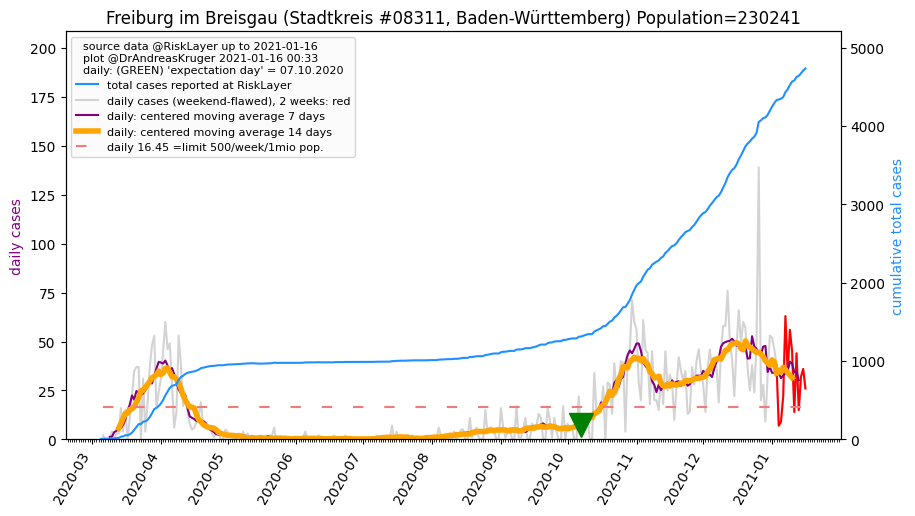 Freiburg im Breisgau (Stadtkreis #08311, Baden-Württemberg) Population=230241
source data @RiskLayer up to 2021-01-16
plot @DrAndreasKruger 2021-01-16 00:33
daily: (GREEN) 'expectation day' = 07.10.2020
total cases reported at RiskLayer
daily cases (weekend-flawed), 2 weeks: red
daily: centered moving average 7 days
daily: centered moving average 14 days
daily 16.45 =limit 500/week/1mio pop.
daily cases
200
175
150
125
100
75
50
25
0
cumulative total cases
5000
4000
3000
2000
1000
0
2020-03
2020-04
2020-05
2020-06
2020-07
2020-08
2020-09
2020-10
2020-11
2020-12
2021-01